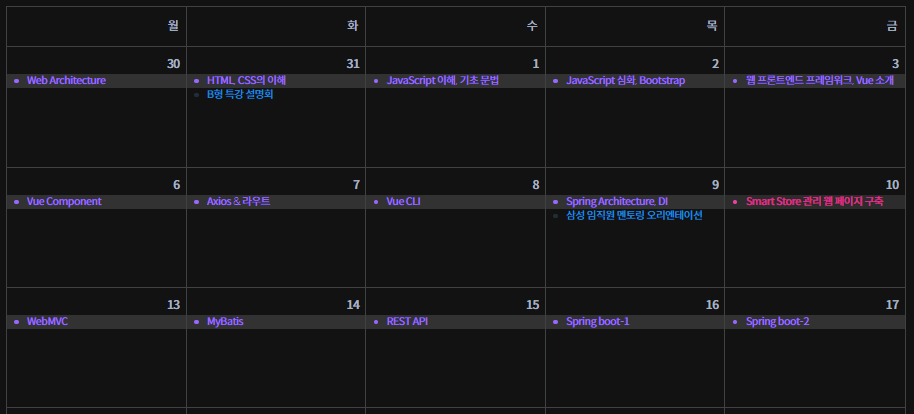 월 화 수 목 금
30 31 1 2 3
Web Architecture
HTML, CSS의 이해
JavaScript 이해, 기초 문법
JavaScript 심화, Bootstrap
웹 프론트엔드 프레임워크, Vue 소개
B형 특강 설명회
6 7 8 9 10
Vue Component
Axios & 라우트
Vue CLI
Spring Architecture, DI
Smart Store 관리 웹 페이지 구축
삼성 임직원 멘토링 오리엔테이션
13 14 15 16 17
WebMVC
MyBatis
REST API
Spring boot-1
Spring boot-2